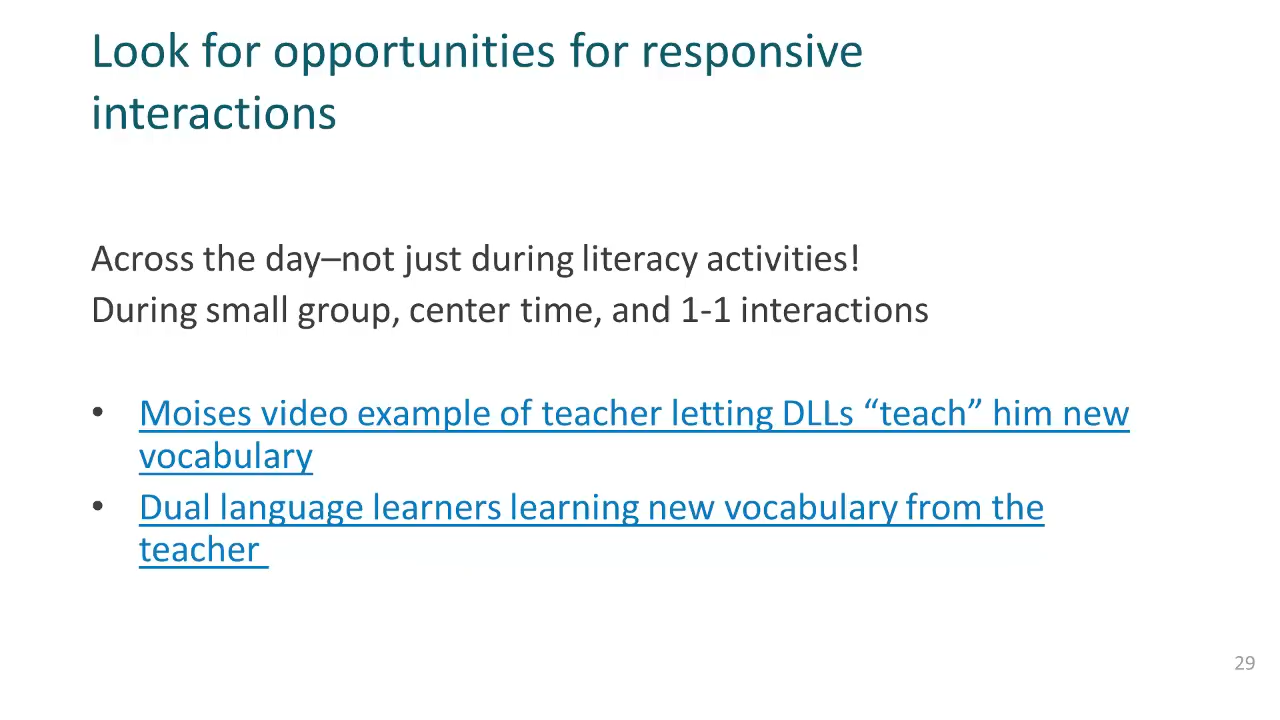 Look for opportunities for responsive
interactions
Across the day–not just during literacy activities!
During small group, center time, and 1-1 interactions
• Moises video example of teacher letting DLLs “teach” him new
vocabulary
• Dual language learners learning new vocabulary from the
teacher
29